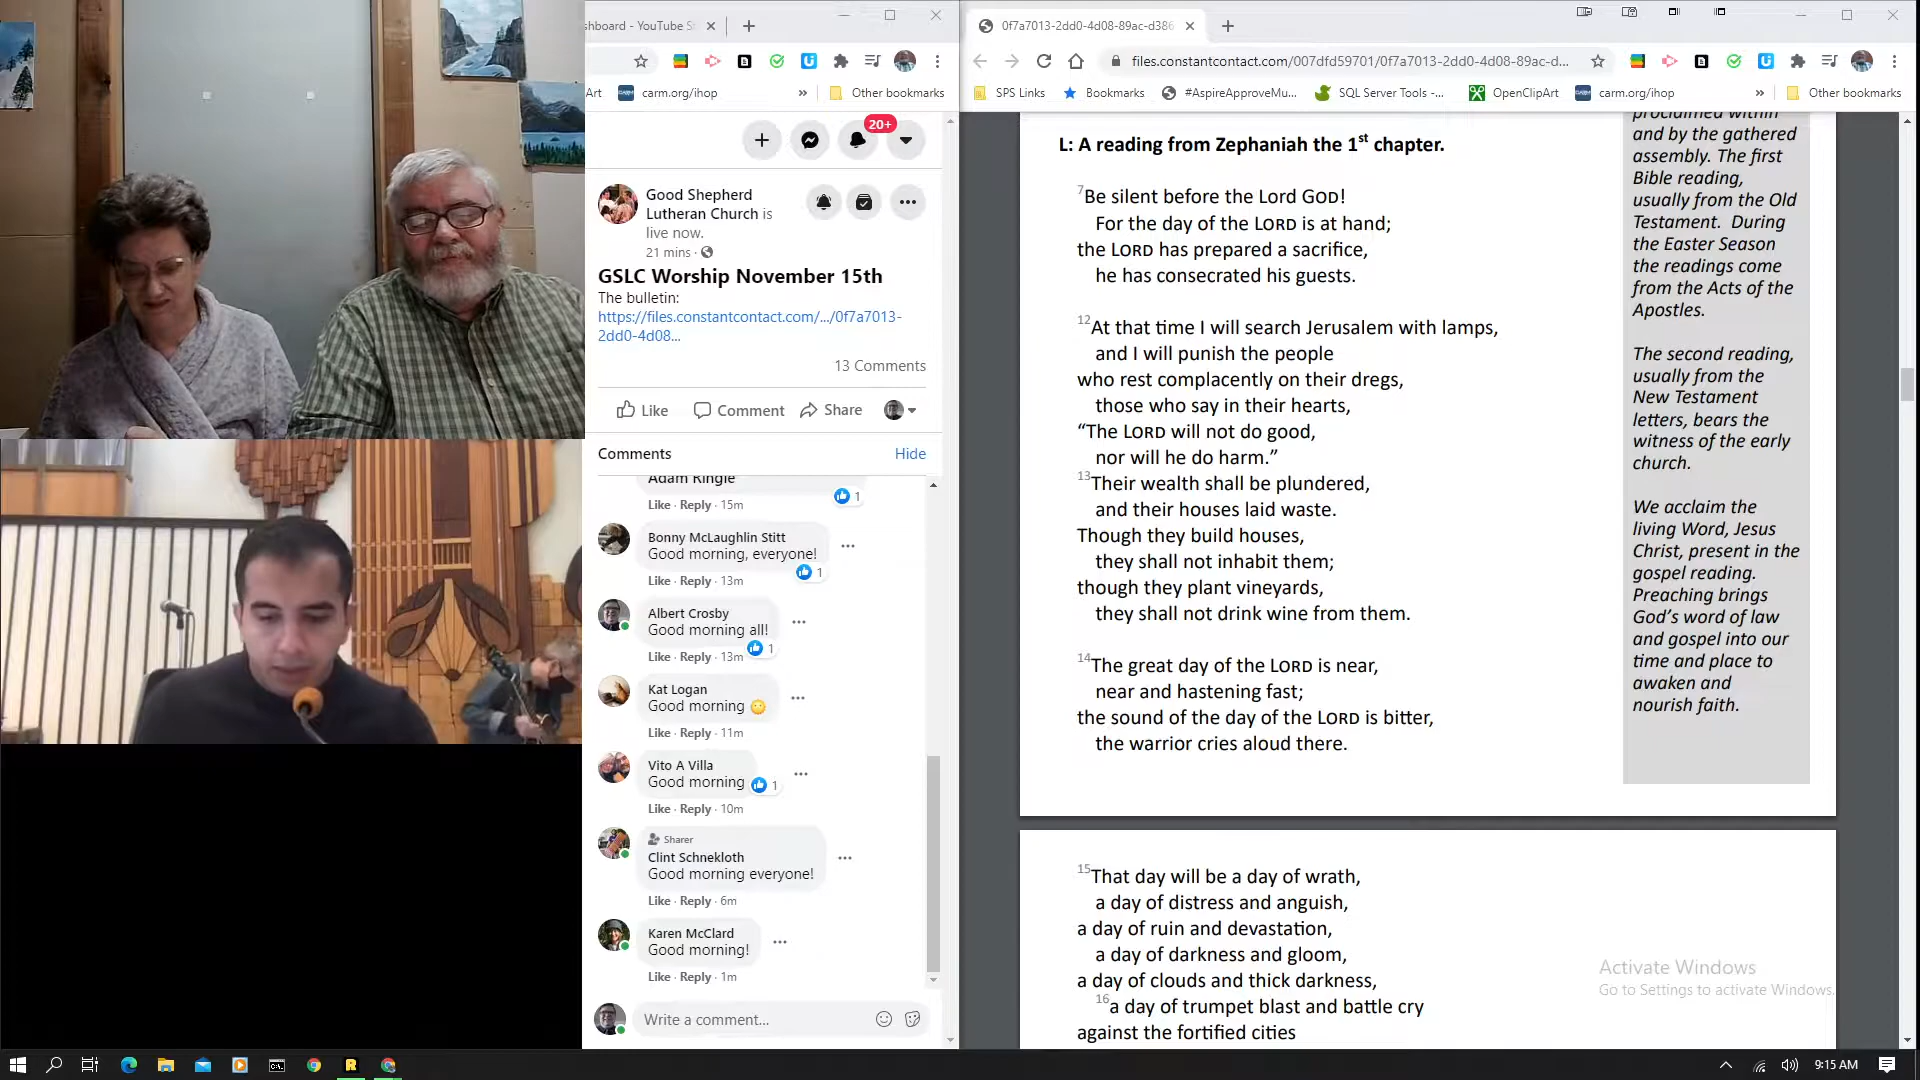 shboard - YouTube St
Art
carm.org/ihop
»
Other bookmarks
20+
Good Shepherd
Lutheran Church is
live now.
21 mins ·
GSLC Worship November 15th
The bulletin:
https://files.constantcontact.com/.../0f7a7013-
2dd0-4d08...
13 Comments
Like
Comment
Share
Comments
Hide
Adam Ringle
1
Like · Reply · 15m
Bonny McLaughlin Stitt
Good morning, everyone!
1
Like · Reply · 13m
Albert Crosby
Good morning all!
1
Like · Reply · 13m
Kat Logan
Good morning
Like · Reply · 11m
Vito A Villa
Good morning
1
Like · Reply · 10m
Sharer
Clint Schnekloth
Good morning everyone!
Like · Reply · 6m
Karen McClard
Good morning!
Like · Reply · 1m
Write a comment...
0f7a7013-2dd0-4d08-89ac-d386
files.constantcontact.com/007dfd59701/0f7a7013-2dd0-4d08-89ac-d...
SPS Links
Bookmarks
#AspireApproveMu...
SQL Server Tools -...
OpenClipArt
carm.org/ihop
»
Other bookmarks
L: A reading from Zephaniah the 1st chapter.
7Be silent before the Lord GOD!
For the day of the LORD is at hand;
the LORD has prepared a sacrifice,
he has consecrated his guests.
12At that time I will search Jerusalem with lamps,
and I will punish the people
who rest complacently on their dregs,
those who say in their hearts,
“The LORD will not do good,
nor will he do harm.”
13Their wealth shall be plundered,
and their houses laid waste.
Though they build houses,
they shall not inhabit them;
though they plant vineyards,
they shall not drink wine from them.
14The great day of the LORD is near,
near and hastening fast;
the sound of the day of the LORD is bitter,
the warrior cries aloud there.
proclaimed within
and by the gathered
assembly. The first
Bible reading,
usually from the Old
Testament. During
the Easter Season
the readings come
from the Acts of the
Apostles.
The second reading,
usually from the
New Testament
letters, bears the
witness of the early
church.
We acclaim the
living Word, Jesus
Christ, present in the
gospel reading.
Preaching brings
God’s word of law
and gospel into our
time and place to
awaken and
nourish faith.
15That day will be a day of wrath,
a day of distress and anguish,
a day of ruin and devastation,
a day of darkness and gloom,
a day of clouds and thick darkness,
16a day of trumpet blast and battle cry
against the fortified cities
Activate Windows
Go to Settings to activate Windows.
9:15 AM